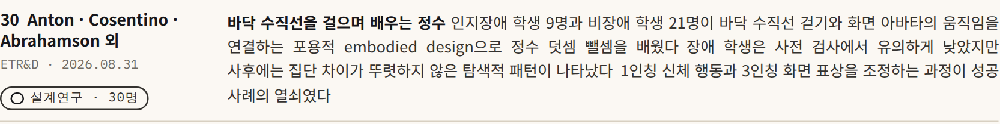 30 Anton · Cosentino ·
Abrahamson 외
ETR&D · 2026.08.31
설계연구 · 30명
바닥 수직선을 걸으며 배우는 정수 인지장애 학생 9명과 비장애 학생 21명이 바닥 수직선 걷기와 화면 아바타의 움직임을
연결하는 포용적 embodied design으로 정수 덧셈 뺄셈을 배웠다 장애 학생은 사전 검사에서 유의하게 낮았지만
사후에는 집단 차이가 뚜렷하지 않은 탐색적 패턴이 나타났다 1인칭 신체 행동과 3인칭 화면 표상을 조정하는 과정이 성공
사례의 열쇠였다